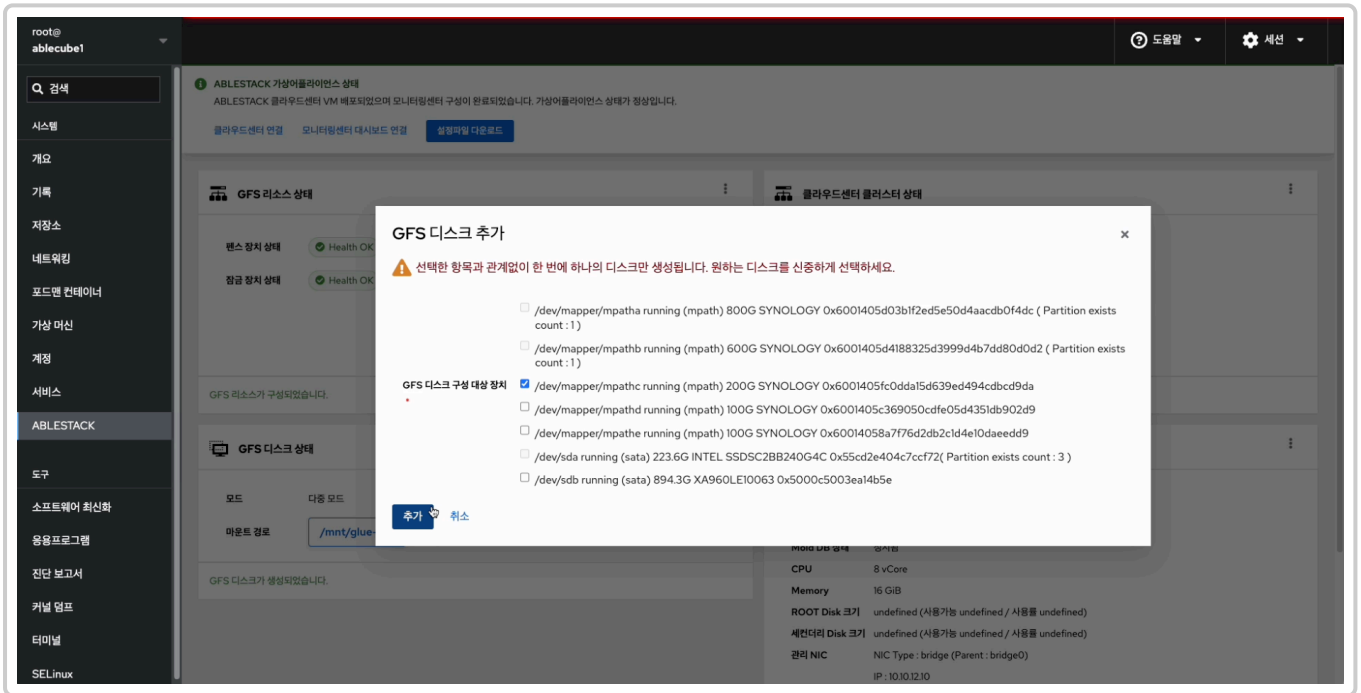 root@
ablecube1
도움말
세션
검색
시스템
개요
기록
저장소
네트워킹
포드맨 컨테이너
가상 머신
계정
서비스
ABLESTACK
도구
소프트웨어 최신화
응용프로그램
진단 보고서
커널 덤프
터미널
SELinux
ABLESTACK 가상어플라이언스 상태
ABLESTACK 클라우드센터 VM 배포되었으며 모니터링센터 구성이 완료되었습니다. 가상어플라이언스 상태가 정상입니다.
클라우드센터 연결 모니터링센터 대시보드 연결 설정파일 다운로드
GFS 리소스 상태
펜스 장치 상태 Health OK
잠금 장치 상태 Health OK
GFS 리소스가 구성되었습니다.
클라우드센터 클러스터 상태
GFS 디스크 추가
선택한 항목과 관계없이 한 번에 하나의 디스크만 생성됩니다. 원하는 디스크를 신중하게 선택하세요.
GFS 디스크 구성 대상 장치
*
/dev/mapper/mpatha running (mpath) 800G SYNOLOGY 0x6001405d03b1f2ed5e50d4aacdb0f4dc ( Partition exists
count : 1 )
/dev/mapper/mpathb running (mpath) 600G SYNOLOGY 0x6001405d4188325d3999d4b7dd80d0d2 ( Partition exists
count : 1 )
/dev/mapper/mpathc running (mpath) 200G SYNOLOGY 0x6001405fc0dda15d639ed494cdbcd9da
/dev/mapper/mpathd running (mpath) 100G SYNOLOGY 0x6001405c369050cdfe05d4351db902d9
/dev/mapper/mpathe running (mpath) 100G SYNOLOGY 0x60014058a7f76d2db2c1d4e10daeedd9
/dev/sda running (sata) 223.6G INTEL SSDSC2BB240G4C 0x55cd2e404c7ccf72( Partition exists count : 3 )
/dev/sdb running (sata) 894.3G XA960LE10063 0x5000c5003ea14b5e
추가 취소
GFS 디스크 상태
모드 다중 모드
마운트 경로 /mnt/glue-
GFS 디스크가 생성되었습니다.
Mold DB 상태 정지됨
CPU 8 vCore
Memory 16 GiB
ROOT Disk 크기 undefined (사용가능 undefined / 사용률 undefined)
세컨더리 Disk 크기 undefined (사용가능 undefined / 사용률 undefined)
관리 NIC NIC Type : bridge (Parent : bridge0)
IP : 10.10.12.10